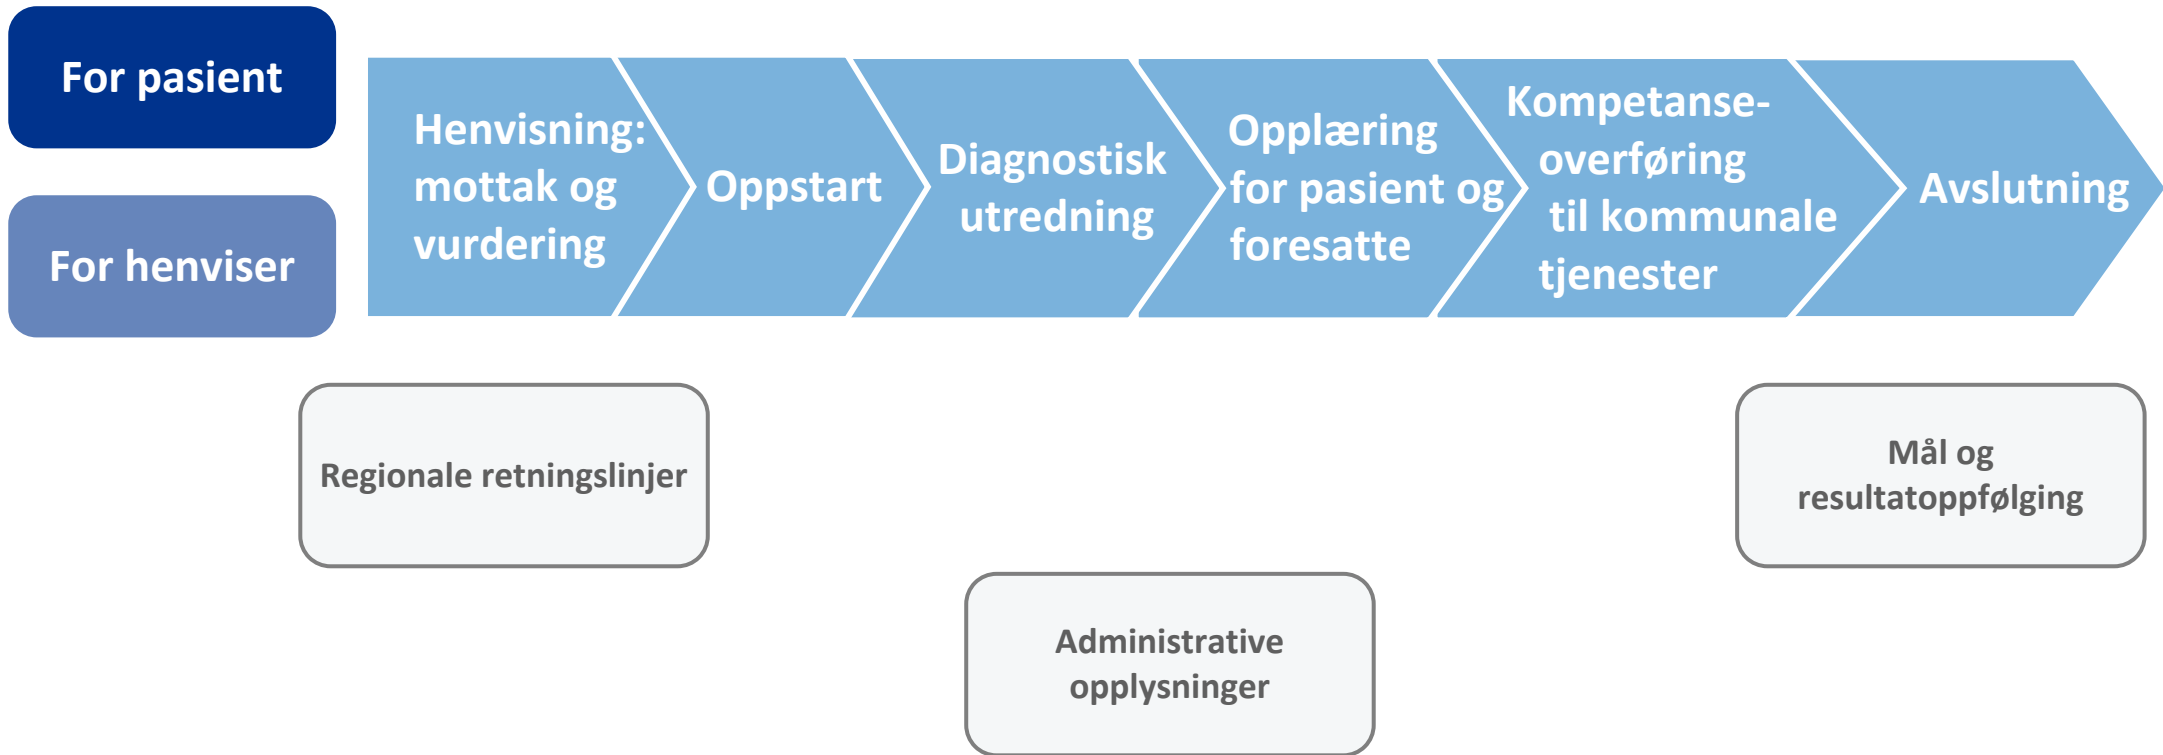 For pasient
For henviser
Henvisning:
mottak og
vurdering
Oppstart
Diagnostisk
utredning
Opplæring
for pasient og
foresatte
Kompetanse-
overføring
til kommunale
tjenester
Avslutning
Regionale retningslinjer
Mål og
resultatoppfølging
Administrative
opplysninger